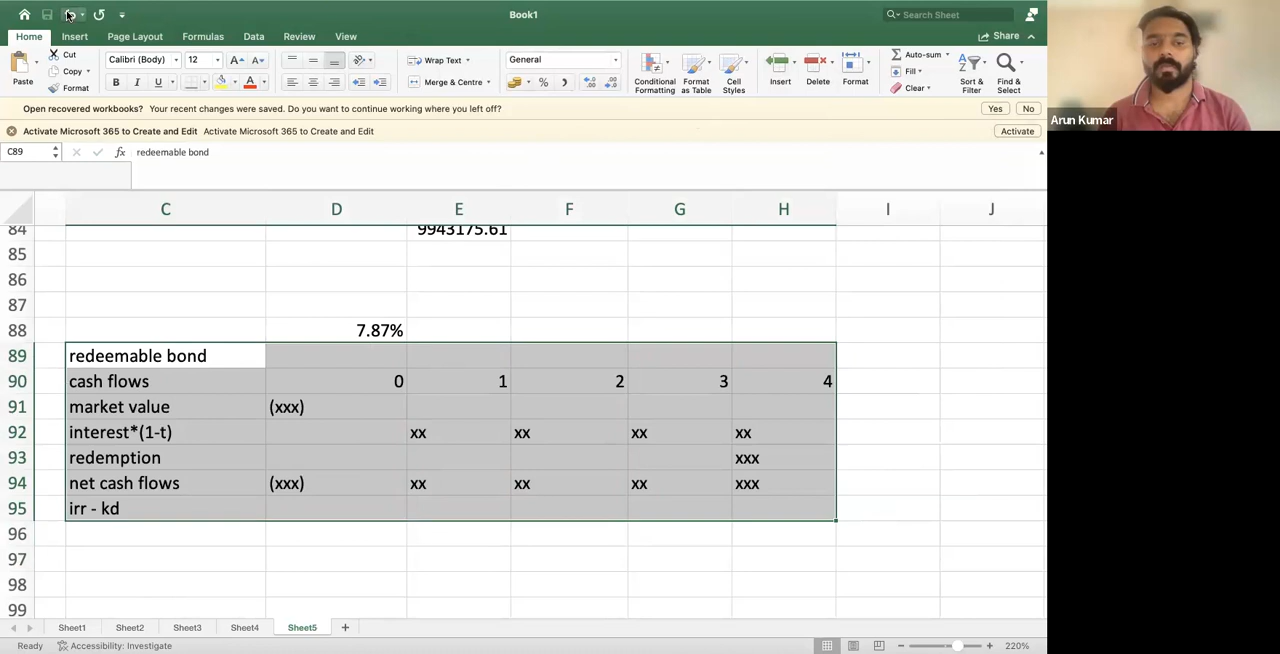 Book1
Search Sheet
Home Insert Page Layout Formulas Data Review View
Share
Paste
Cut
Copy
Format
Calibri (Body) 12 A A
B I U A
Wrap Text
Merge & Centre
General
%
Conditional Formatting
Format as Table
Cell Styles
Insert
Delete
Format
Auto-sum
Fill
Clear
Sort & Filter
Find & Select
Open recovered workbooks? Your recent changes were saved. Do you want to continue working where you left off? Yes No
Activate Microsoft 365 to Create and Edit Activate Microsoft 365 to Create and Edit Activate
Arun Kumar
C89 fx redeemable bond
C D E F G H I J
84 9943175.61
85
86
87
88 7.87%
89 redeemable bond
90 cash flows 0 1 2 3 4
91 market value (xxx)
92 interest*(1-t) xx xx xx xx
93 redemption xxx
94 net cash flows (xxx) xx xx xx xxx
95 irr - kd
96
97
98
99
Sheet1 Sheet2 Sheet3 Sheet4 Sheet5 +
Ready Accessibility: Investigate 220%